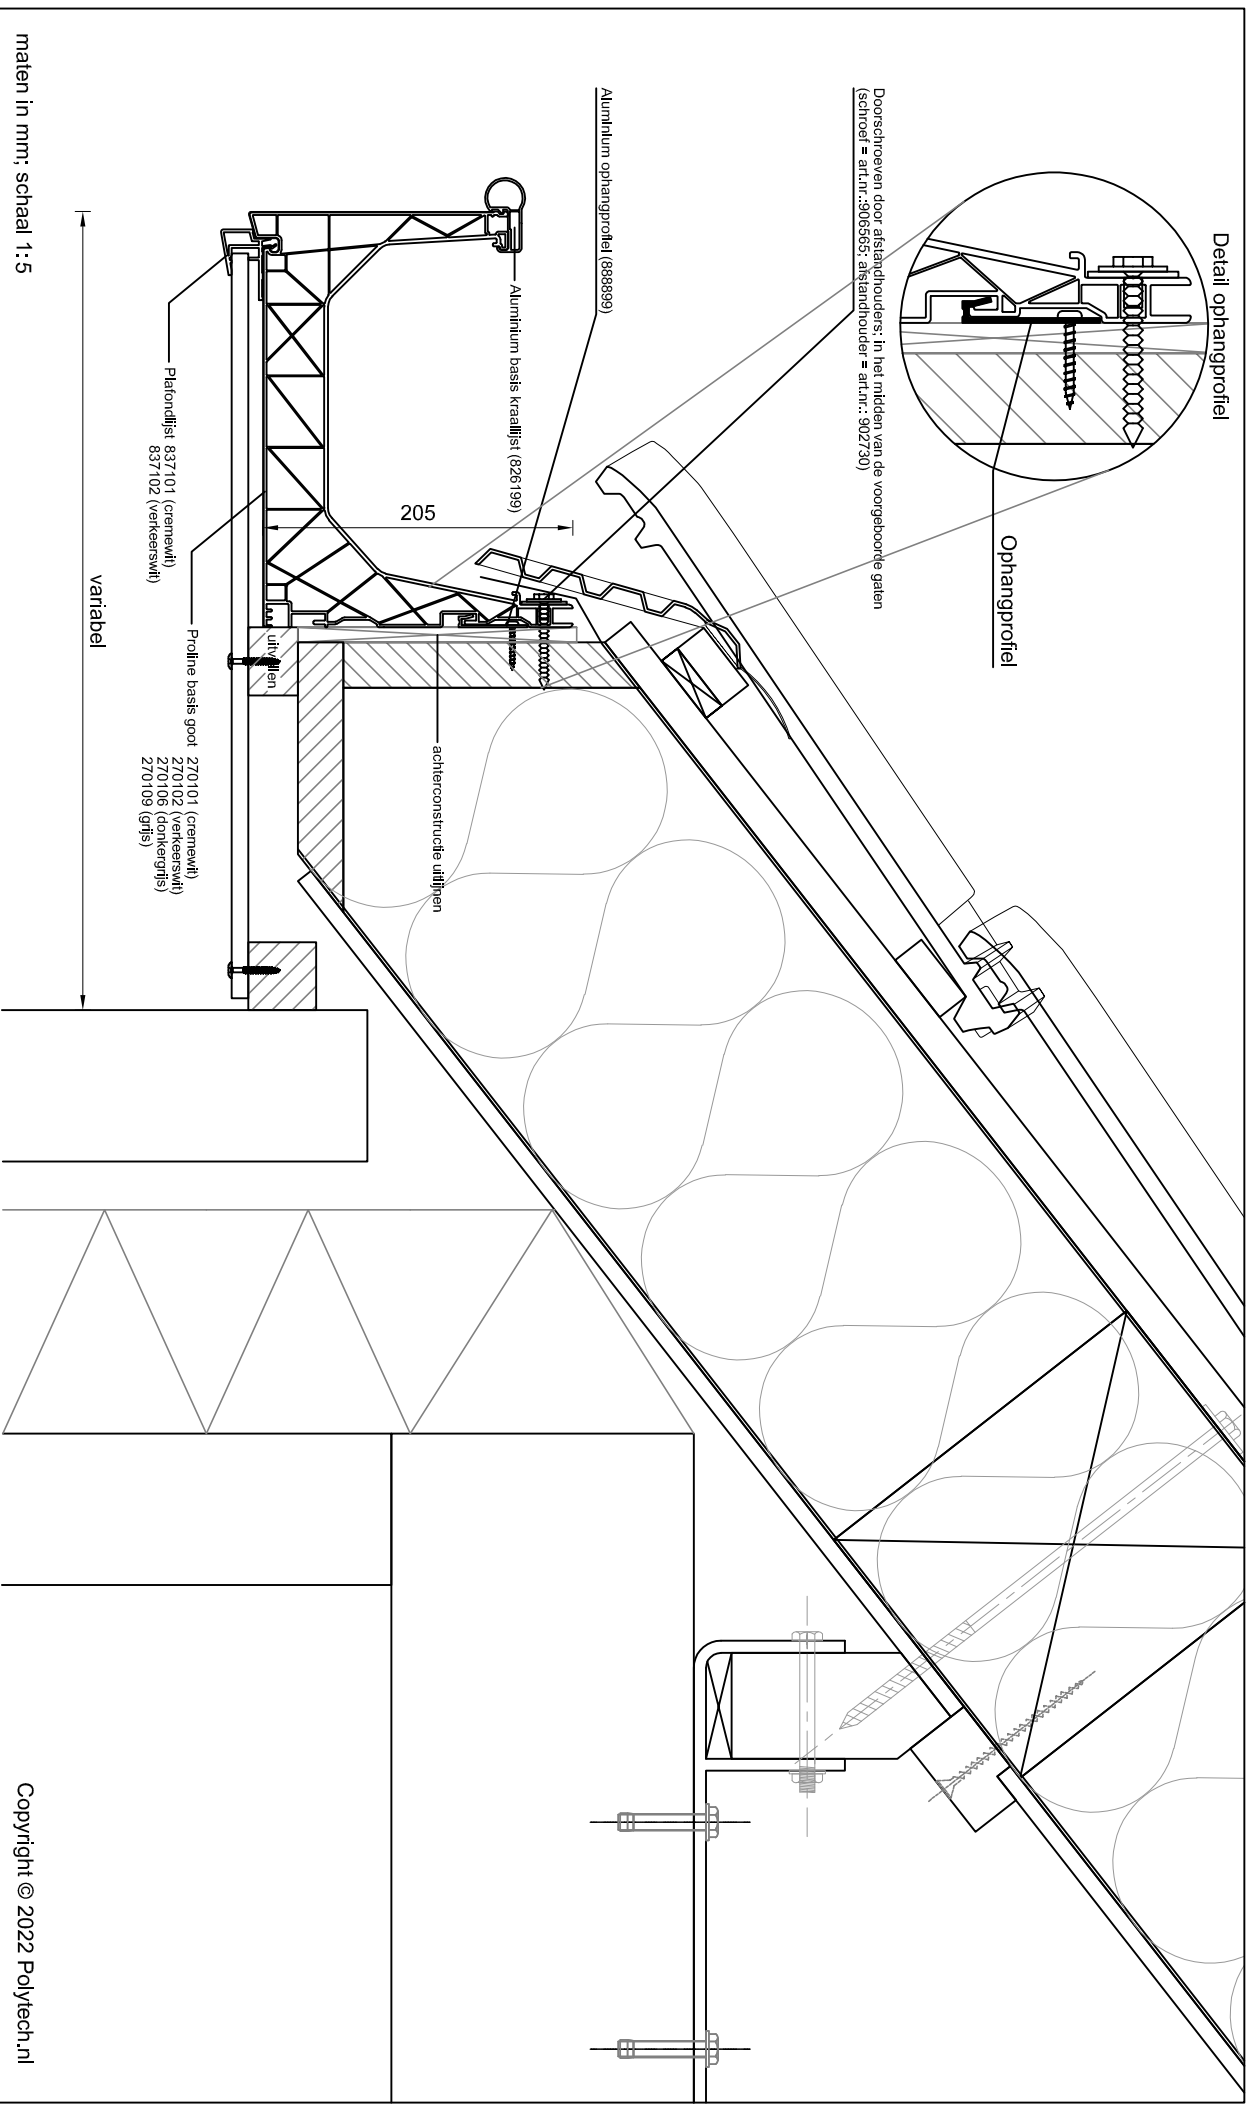 Detail ophangprofiel
Ophangprofiel
Doorschroeven door afstandhouders; in het midden van de voorgeboorde gaten
(schroef = art.nr.:906565; afstandhouder = art.nr.: 902730)
Aluminium ophangprofiel (888899)
Aluminium basis kraallijst (826199)
205
achterconstructie uitlijnen
uitvullen
Proline basis goot 270101 (cremewit)
270102 (verkeerswit)
270106 (donkergrijs)
270109 (grijs)
Plafondlijst 837101 (cremewit)
837102 (verkeerswit)
variabel
maten in mm; schaal 1:5
Copyright © 2022 Polytech.nl